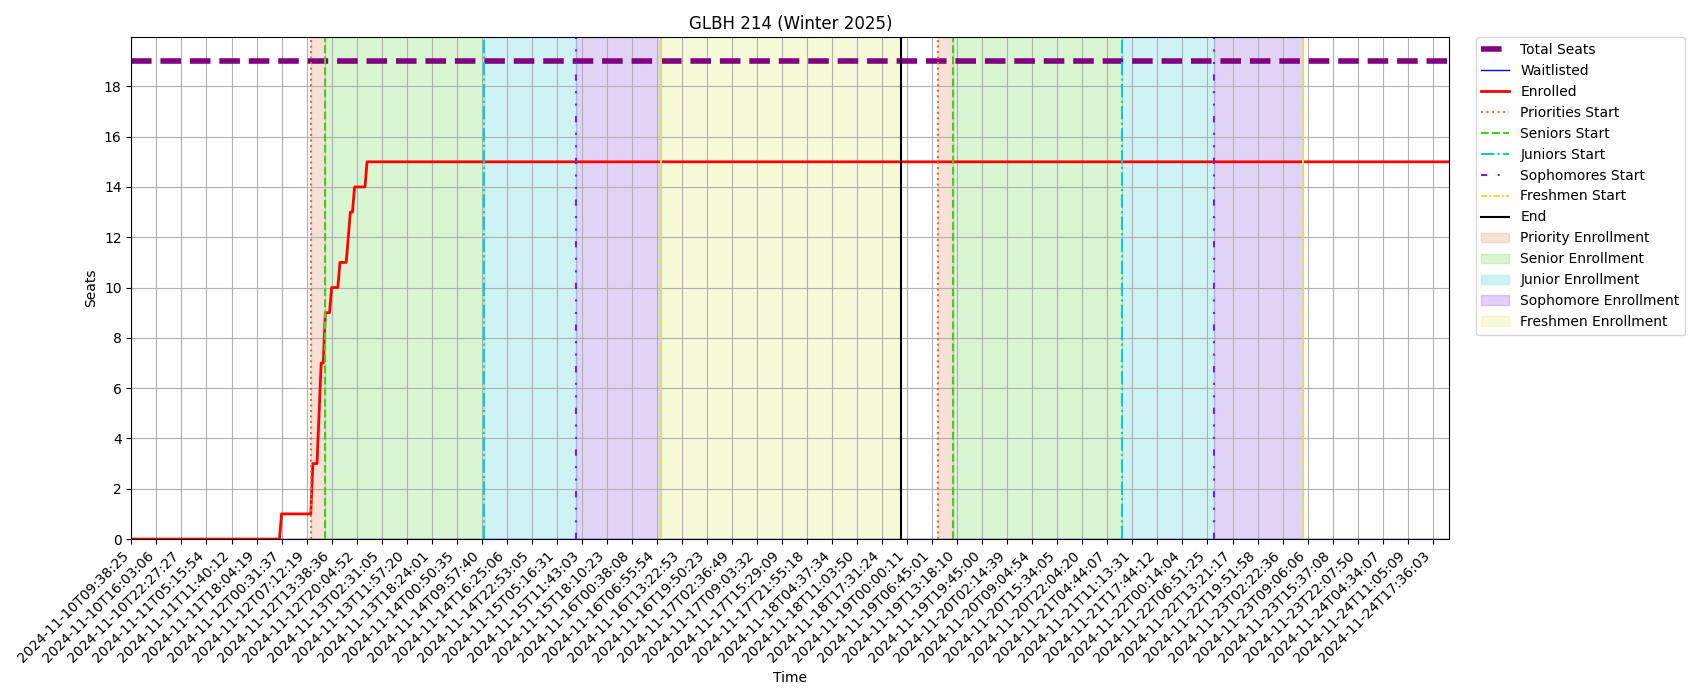 GLBH 214 (Winter 2025)
Total Seats
Waitlisted
Enrolled
Priorities Start
Seniors Start
Juniors Start
Sophomores Start
Freshmen Start
End
Priority Enrollment
Senior Enrollment
Junior Enrollment
Sophomore Enrollment
Freshmen Enrollment
Seats
18
16
14
12
10
8
6
4
2
0
2024-11-10T09:38:25
2024-11-10T16:03:06
2024-11-10T22:27:27
2024-11-11T05:15:54
2024-11-11T11:40:12
2024-11-11T18:04:19
2024-11-12T00:31:37
2024-11-12T07:12:19
2024-11-12T13:38:36
2024-11-12T20:04:52
2024-11-13T02:31:05
2024-11-13T11:57:20
2024-11-13T18:24:01
2024-11-14T00:50:35
2024-11-14T09:57:40
2024-11-14T16:25:06
2024-11-14T22:53:05
2024-11-15T05:16:31
2024-11-15T11:43:03
2024-11-15T18:10:23
2024-11-16T00:38:08
2024-11-16T06:55:54
2024-11-16T13:22:53
2024-11-16T19:50:23
2024-11-17T02:36:49
2024-11-17T09:03:32
2024-11-17T15:29:09
2024-11-17T21:55:18
2024-11-18T04:37:34
2024-11-18T11:03:50
2024-11-18T17:31:24
2024-11-19T00:00:11
2024-11-19T06:45:01
2024-11-19T13:18:10
2024-11-19T19:45:00
2024-11-20T02:14:39
2024-11-20T09:04:54
2024-11-20T15:34:05
2024-11-20T22:04:20
2024-11-21T04:44:07
2024-11-21T11:13:31
2024-11-21T17:44:12
2024-11-22T00:14:04
2024-11-22T06:51:25
2024-11-22T13:21:17
2024-11-22T19:51:58
2024-11-23T02:22:36
2024-11-23T09:06:06
2024-11-23T15:37:08
2024-11-23T22:07:50
2024-11-24T04:34:07
2024-11-24T11:05:09
2024-11-24T17:36:03
Time